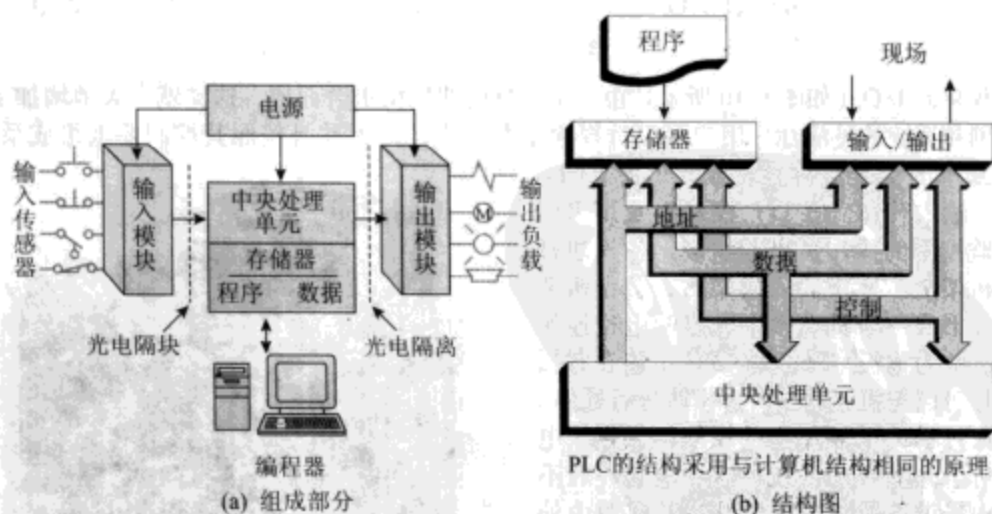 电源
输入传感器
输入模块
中央处理
单元
存储器
程序 数据
输出模块
M
输出负载
光电隔块
光电隔离
编程器
(a) 组成部分
程序
现场
存储器
输入/输出
地址
数据
控制
中央处理单元
PLC的结构采用与计算机结构相同的原理
(b) 结构图